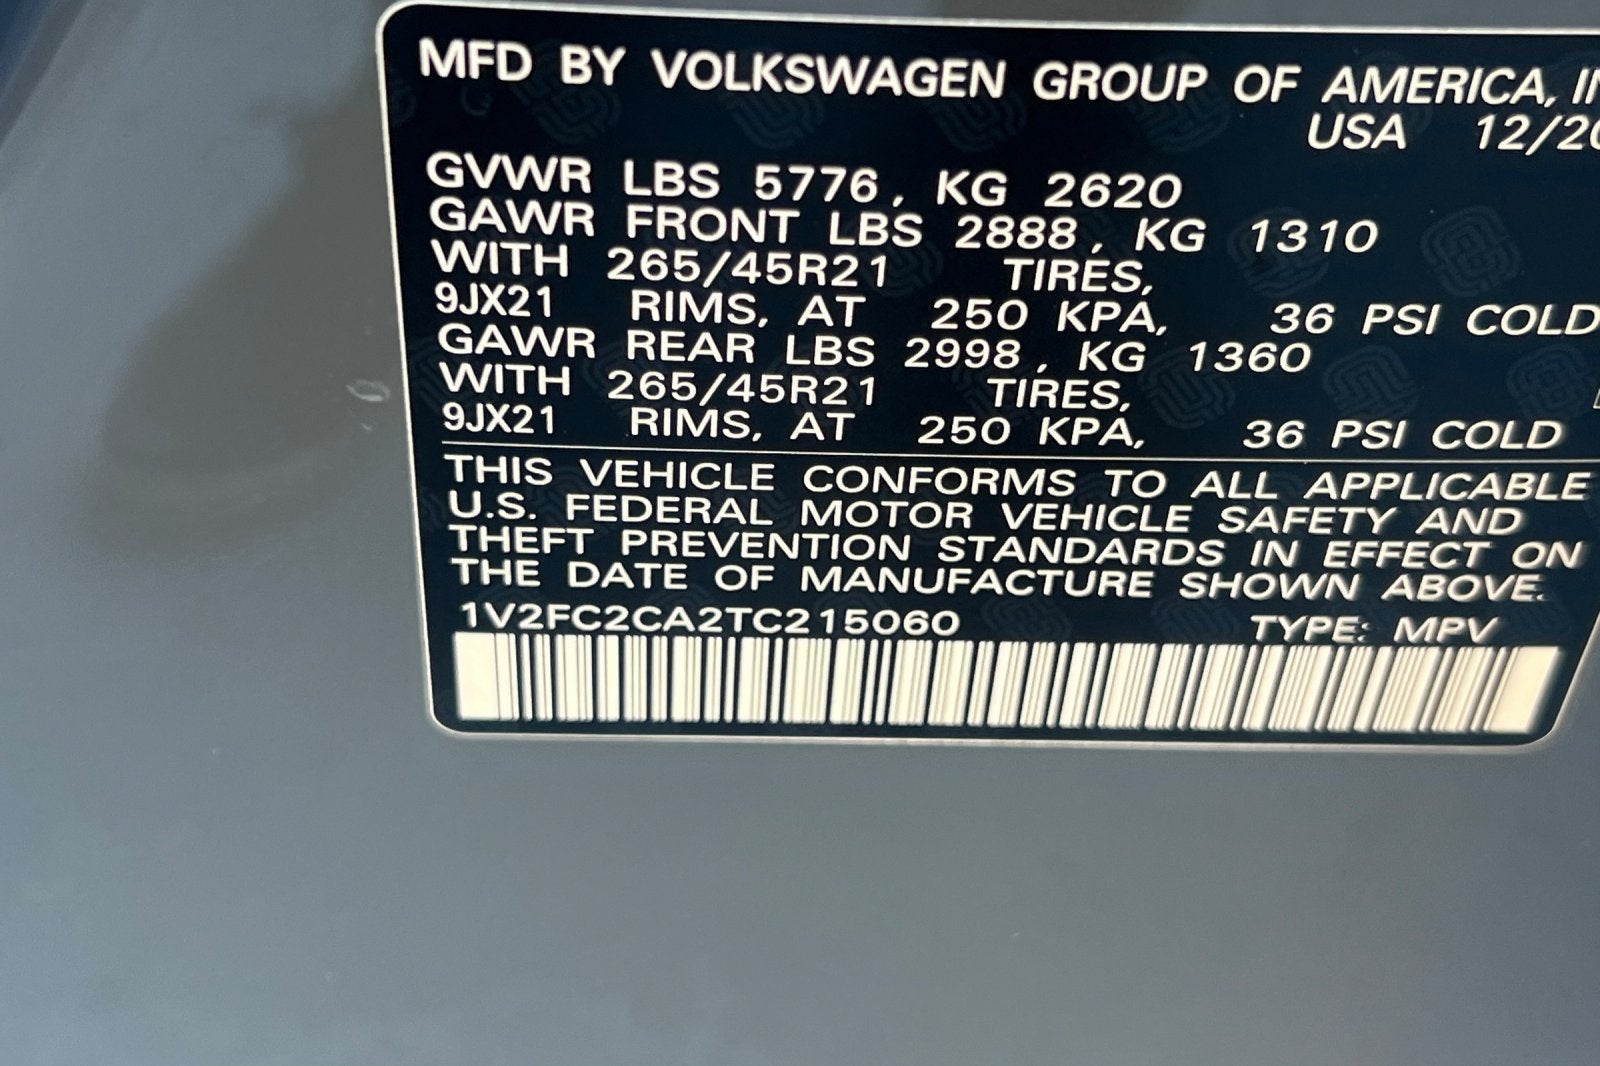 MFD BY VOLKSWAGEN GROUP OF AMERICA, IN
USA 12/20
GVWR LBS 5776, KG 2620
GAWR FRONT LBS 2888, KG 1310
WITH 265/45R21 TIRES,
9JX21 RIMS, AT 250 KPA, 36 PSI COLD
GAWR REAR LBS 2998, KG 1360
WITH 265/45R21 TIRES,
9JX21 RIMS, AT 250 KPA, 36 PSI COLD
THIS VEHICLE CONFORMS TO ALL APPLICABLE
U.S. FEDERAL MOTOR VEHICLE SAFETY AND
THEFT PREVENTION STANDARDS IN EFFECT ON
THE DATE OF MANUFACTURE SHOWN ABOVE.
1V2FC2CA2TC215060 TYPE: MPV